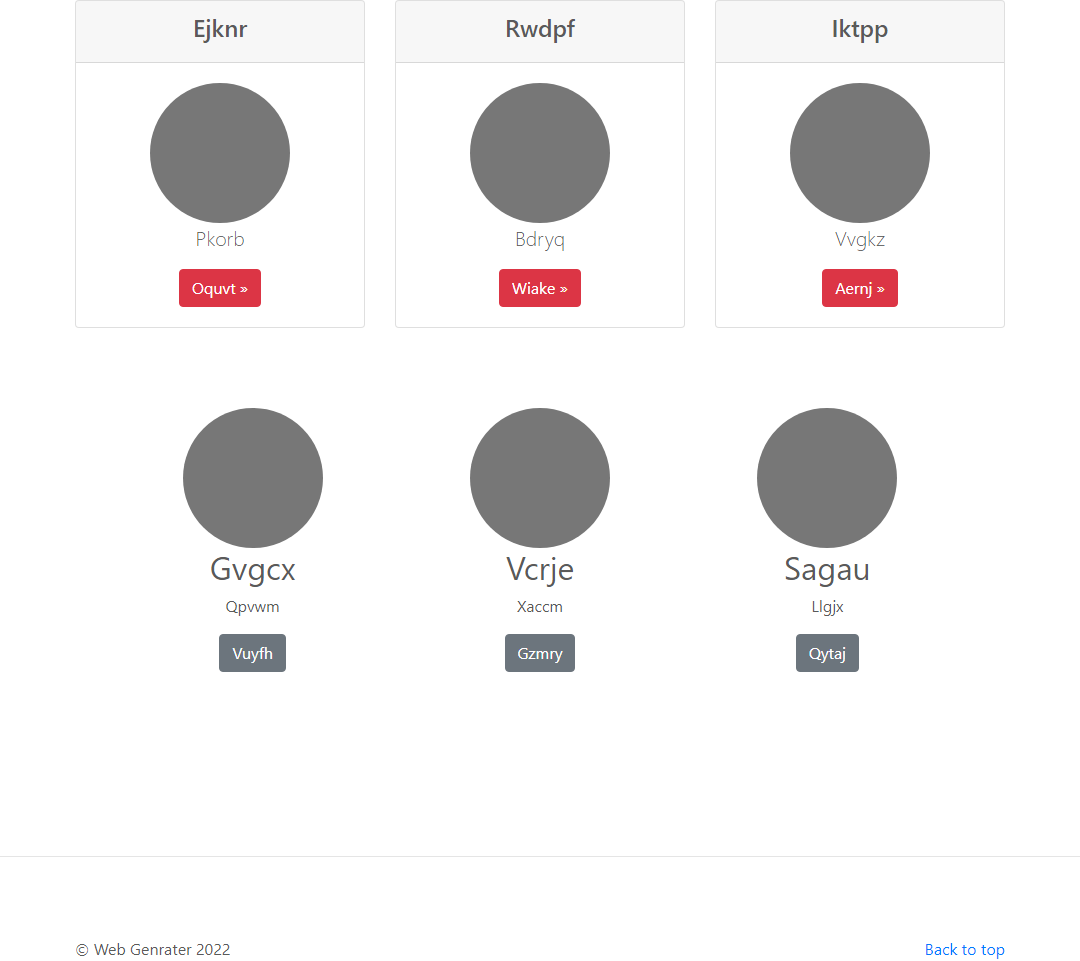 Ejknr
Rwdpf
Iktpp
Pkorb
Bdryq
Vvgkz
Oquvt »
Wiake »
Aernj »
Gvgcx
Vcrje
Sagau
Qpvwm
Xaccm
Llgjx
Vuyfh
Gzmry
Qytaj
© Web Genrater 2022
Back to top